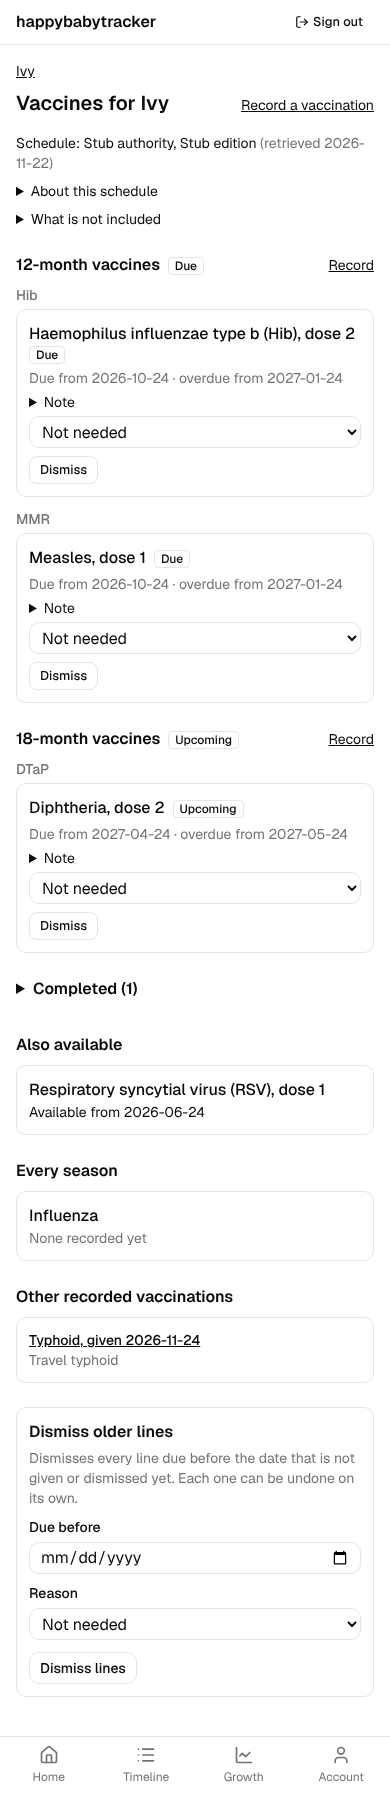 happybabytracker
Sign out
Ivy
Vaccines for Ivy
Record a vaccination
Schedule: Stub authority, Stub edition (retrieved 2026-
11-22)
About this schedule
What is not included
12-month vaccines Due Record
Hib
Haemophilus influenzae type b (Hib), dose 2
Due
Due from 2026-10-24 · overdue from 2027-01-24
Note
Not needed
Dismiss
MMR
Measles, dose 1 Due
Due from 2026-10-24 · overdue from 2027-01-24
Note
Not needed
Dismiss
18-month vaccines Upcoming Record
DTaP
Diphtheria, dose 2 Upcoming
Due from 2027-04-24 · overdue from 2027-05-24
Note
Not needed
Dismiss
Completed (1)
Also available
Respiratory syncytial virus (RSV), dose 1
Available from 2026-06-24
Every season
Influenza
None recorded yet
Other recorded vaccinations
Typhoid, given 2026-11-24
Travel typhoid
Dismiss older lines
Dismisses every line due before the date that is not
given or dismissed yet. Each one can be undone on
its own.
Due before
mm/dd/yyyy
Reason
Not needed
Dismiss lines
Home Timeline Growth Account